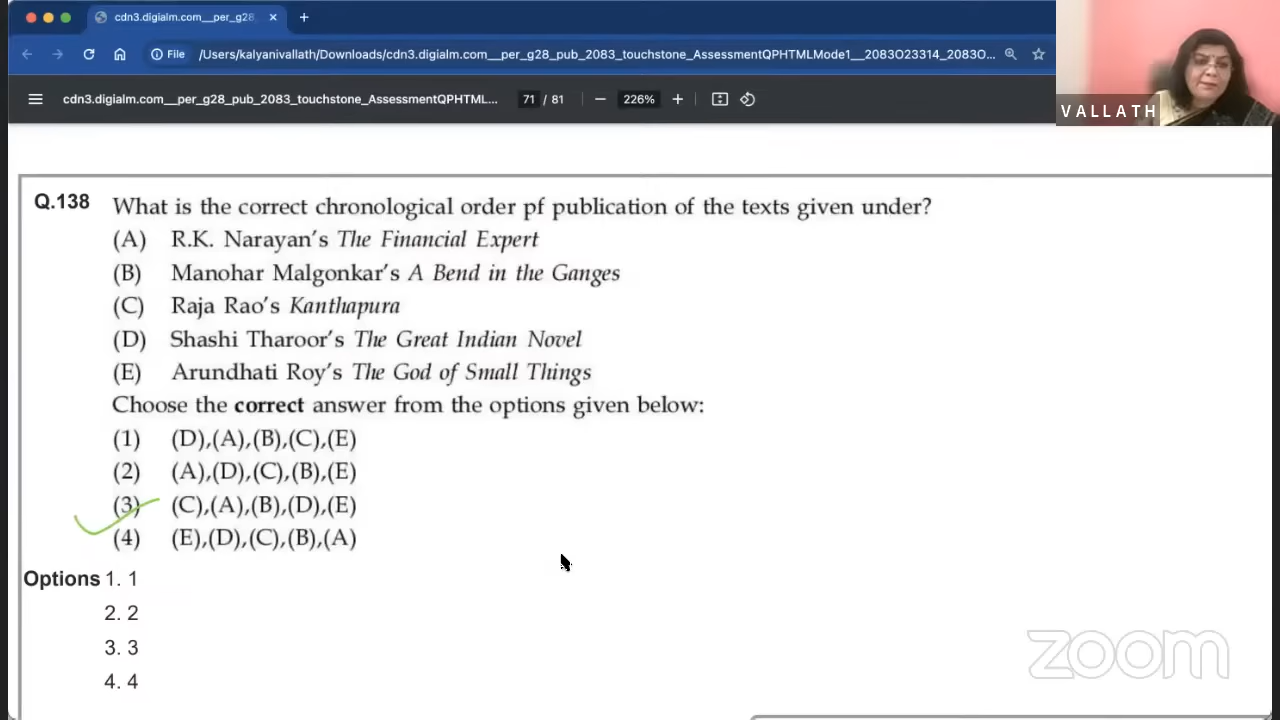 cdn3.digialm.com__per_g28
File
/Users/kalyanivallath/Downloads/cdn3.digialm.com__per_g28_pub_2083_touchstone_AssessmentQPHTMLMode1__2083O23314_2083O...
cdn3.digialm.com__per_g28_pub_2083_touchstone_AssessmentQPHTML...
71 / 81
226%
VALLATH
Q.138 What is the correct chronological order pf publication of the texts given under?
(A) R.K. Narayan's The Financial Expert
(B) Manohar Malgonkar's A Bend in the Ganges
(C) Raja Rao's Kanthapura
(D) Shashi Tharoor's The Great Indian Novel
(E) Arundhati Roy's The God of Small Things
Choose the correct answer from the options given below:
(1) (D),(A),(B),(C),(E)
(2) (A),(D),(C),(B),(E)
(3) (C),(A),(B),(D),(E)
(4) (E),(D),(C),(B),(A)
Options 1. 1
2. 2
3. 3
4. 4
zoom